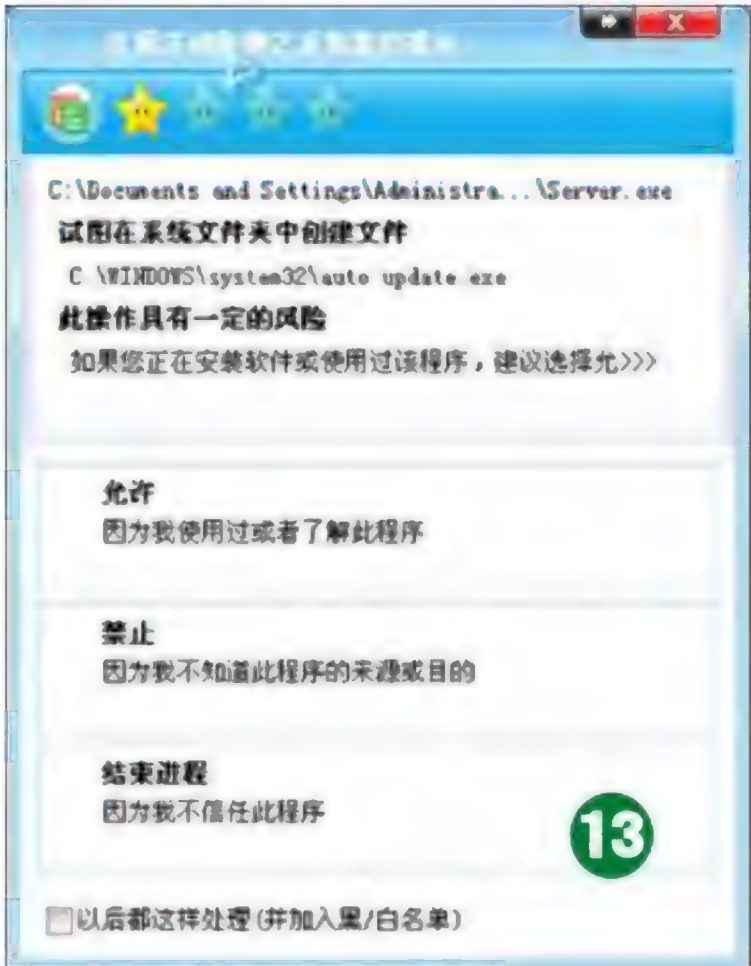 C:\Documents and Settings\Administra...\Server.exe
试图在系统文件夹中创建文件
C \WINDOWS\system32\auto update exe
此操作具有一定的风险
如果您正在安装软件或使用过该程序，建议选择允>>>
允许
因为我使用过或者了解此程序
禁止
因为我不知道此程序的来源或目的
结束进程
因为我不信任此程序
13
以后都这样处理(并加入黑/白名单)